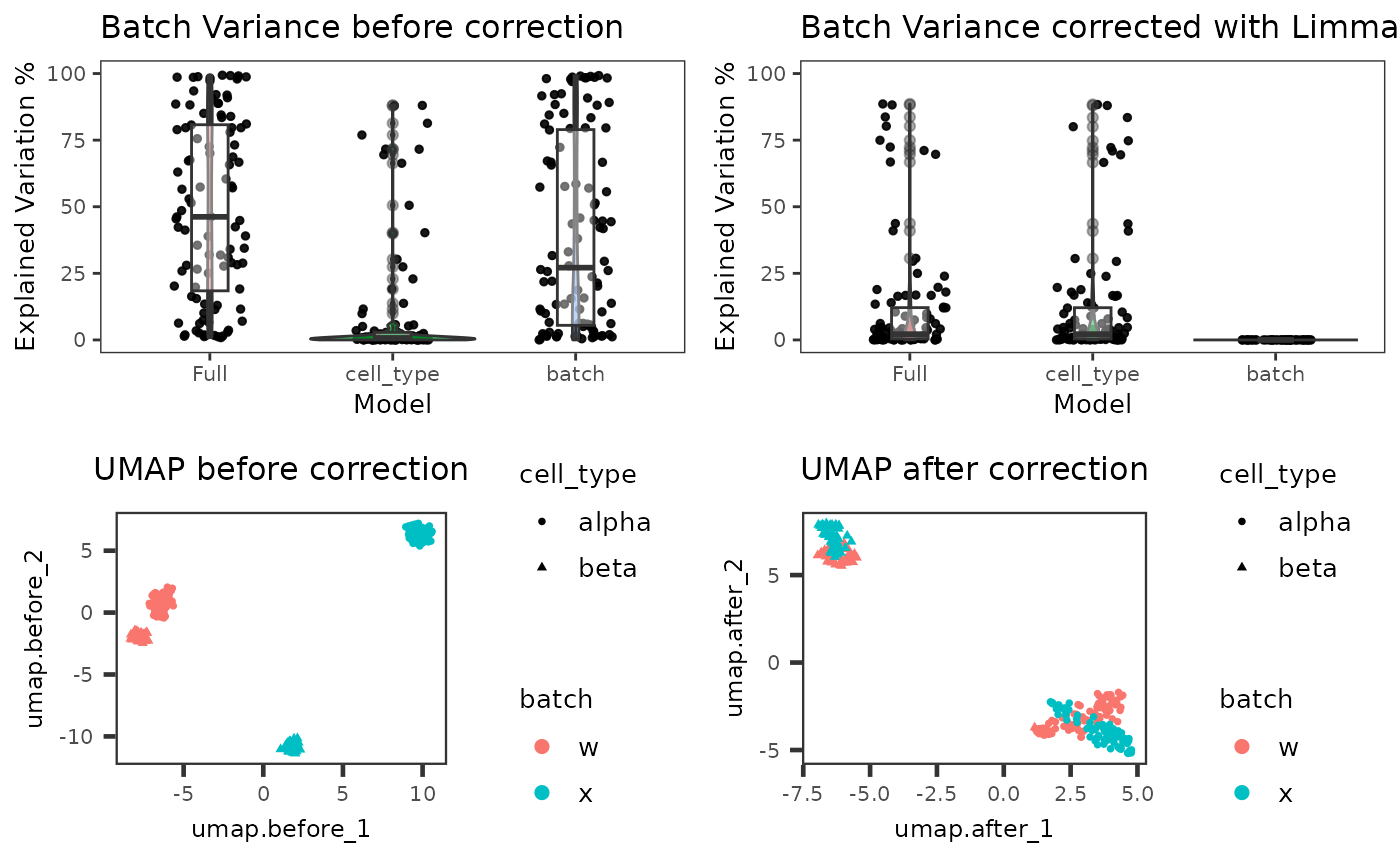 Batch Variance before correction
Explained Variation %
100
75
50
25
0
Full cell_type batch
Model
Batch Variance corrected with Limma
Explained Variation %
100
75
50
25
0
Full cell_type batch
Model
UMAP before correction
umap.before_2
5
0
-5
-10
-5 0 5 10
umap.before_1
cell_type
alpha
beta
batch
w
x
UMAP after correction
umap.after_2
5
0
-5
-7.5 -5.0 -2.5 0.0 2.5 5.0
umap.after_1
cell_type
alpha
beta
batch
w
x